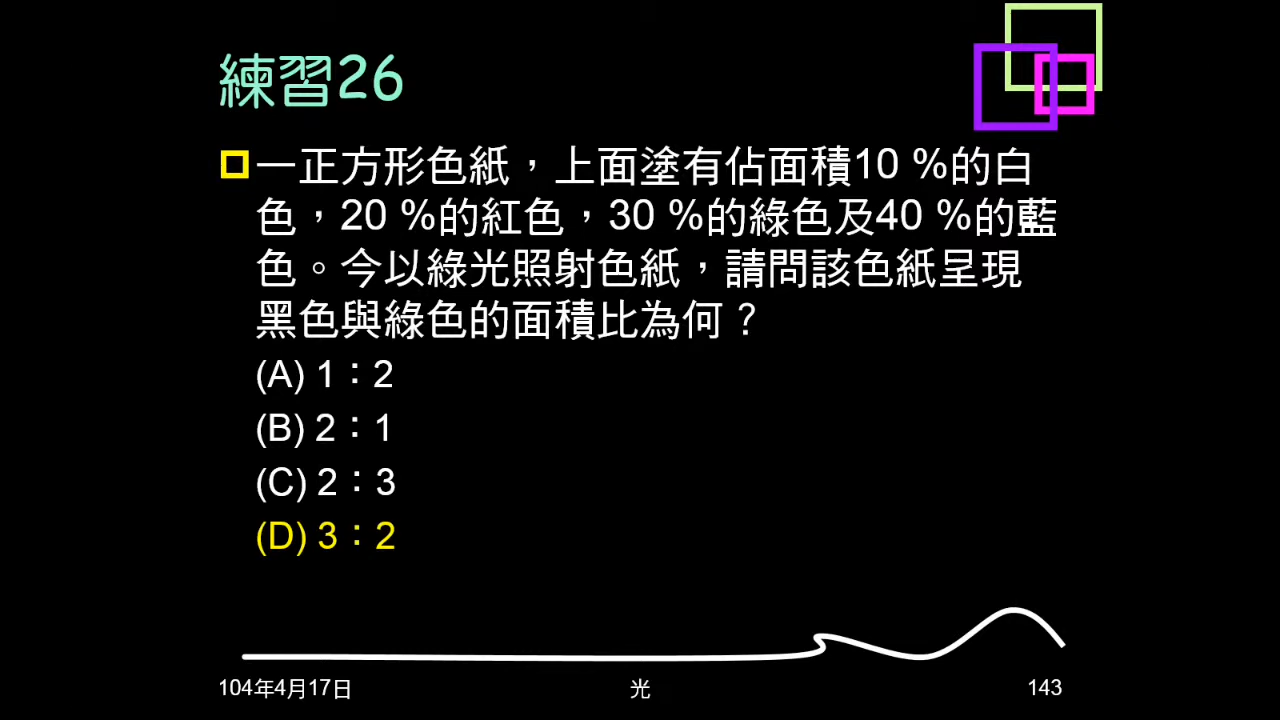 練習26
一正方形色紙，上面塗有佔面積10 %的白
色，20 %的紅色，30 %的綠色及40 %的藍
色。今以綠光照射色紙，請問該色紙呈現
黑色與綠色的面積比為何？
(A) 1：2
(B) 2：1
(C) 2：3
(D) 3：2
104年4月17日
光
143